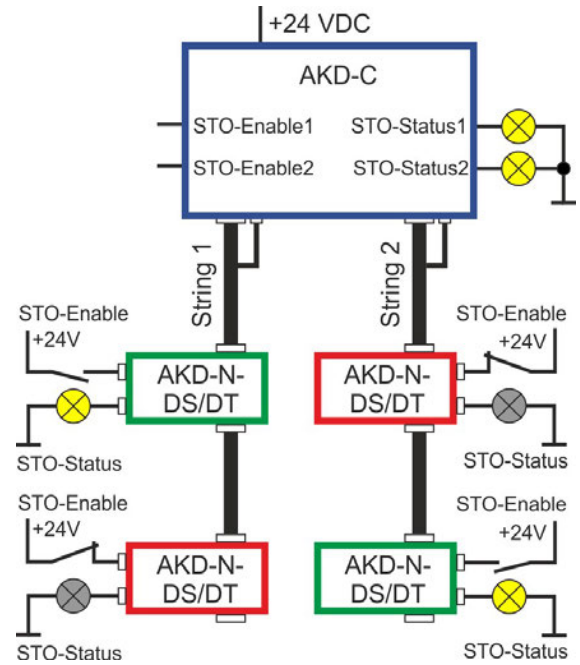 +24 VDC
AKD-C
STO-Enable1 STO-Status1
STO-Enable2 STO-Status2
String 1
String 2
STO-Enable
+24V
AKD-N-
DS/DT
STO-Status
STO-Enable
+24V
AKD-N-
DS/DT
STO-Status
STO-Enable
+24V
AKD-N-
DS/DT
STO-Status
STO-Enable
+24V
AKD-N-
DS/DT
STO-Status